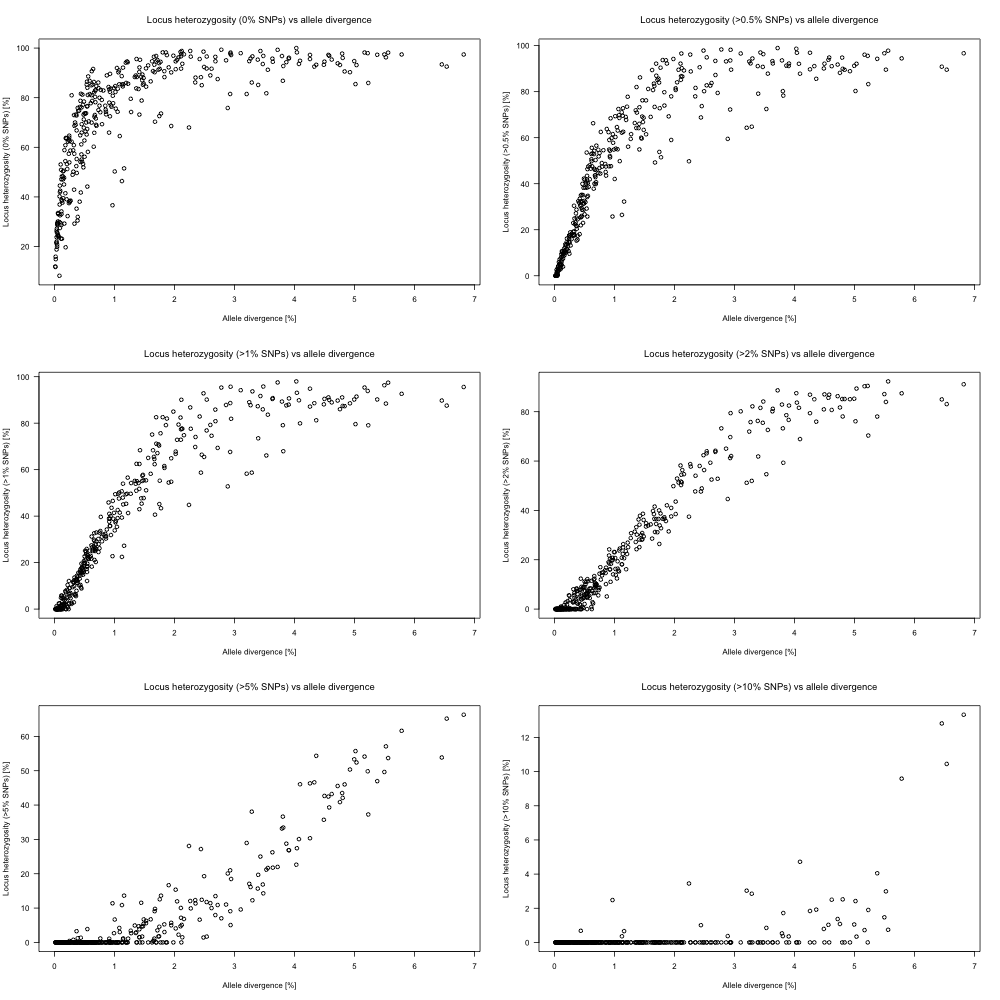 Locus heterozygosity (0% SNPs) vs allele divergence
Locus heterozygosity (0% SNPs) [%]
100
80
60
40
20
0 1 2 3 4 5 6 7
Allele divergence [%]
Locus heterozygosity (>0.5% SNPs) vs allele divergence
Locus heterozygosity (>0.5% SNPs) [%]
100
80
60
40
20
0
0 1 2 3 4 5 6 7
Allele divergence [%]
Locus heterozygosity (>1% SNPs) vs allele divergence
Locus heterozygosity (>1% SNPs) [%]
100
80
60
40
20
0
0 1 2 3 4 5 6 7
Allele divergence [%]
Locus heterozygosity (>2% SNPs) vs allele divergence
Locus heterozygosity (>2% SNPs) [%]
80
60
40
20
0
0 1 2 3 4 5 6 7
Allele divergence [%]
Locus heterozygosity (>5% SNPs) vs allele divergence
Locus heterozygosity (>5% SNPs) [%]
60
50
40
30
20
10
0
0 1 2 3 4 5 6 7
Allele divergence [%]
Locus heterozygosity (>10% SNPs) vs allele divergence
Locus heterozygosity (>10% SNPs) [%]
12
10
8
6
4
2
0
0 1 2 3 4 5 6 7
Allele divergence [%]